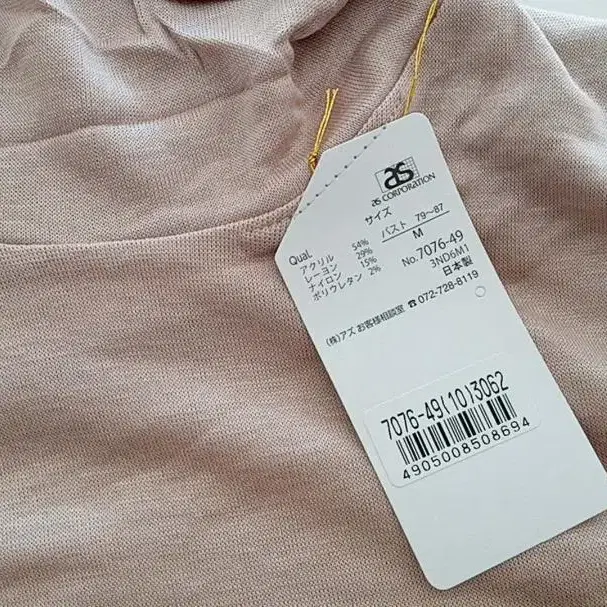 as
as CORPORATION
サイズ
バスト 79～87
M
No.7076-49
3ND6M1
日本製
Qual.
アクリル 54%
レーヨン 29%
ナイロン 15%
ポリウレタン 2%
(株)アズ お客様相談室 ☎072-728-8119
7076-49(10)3062
4905008508694